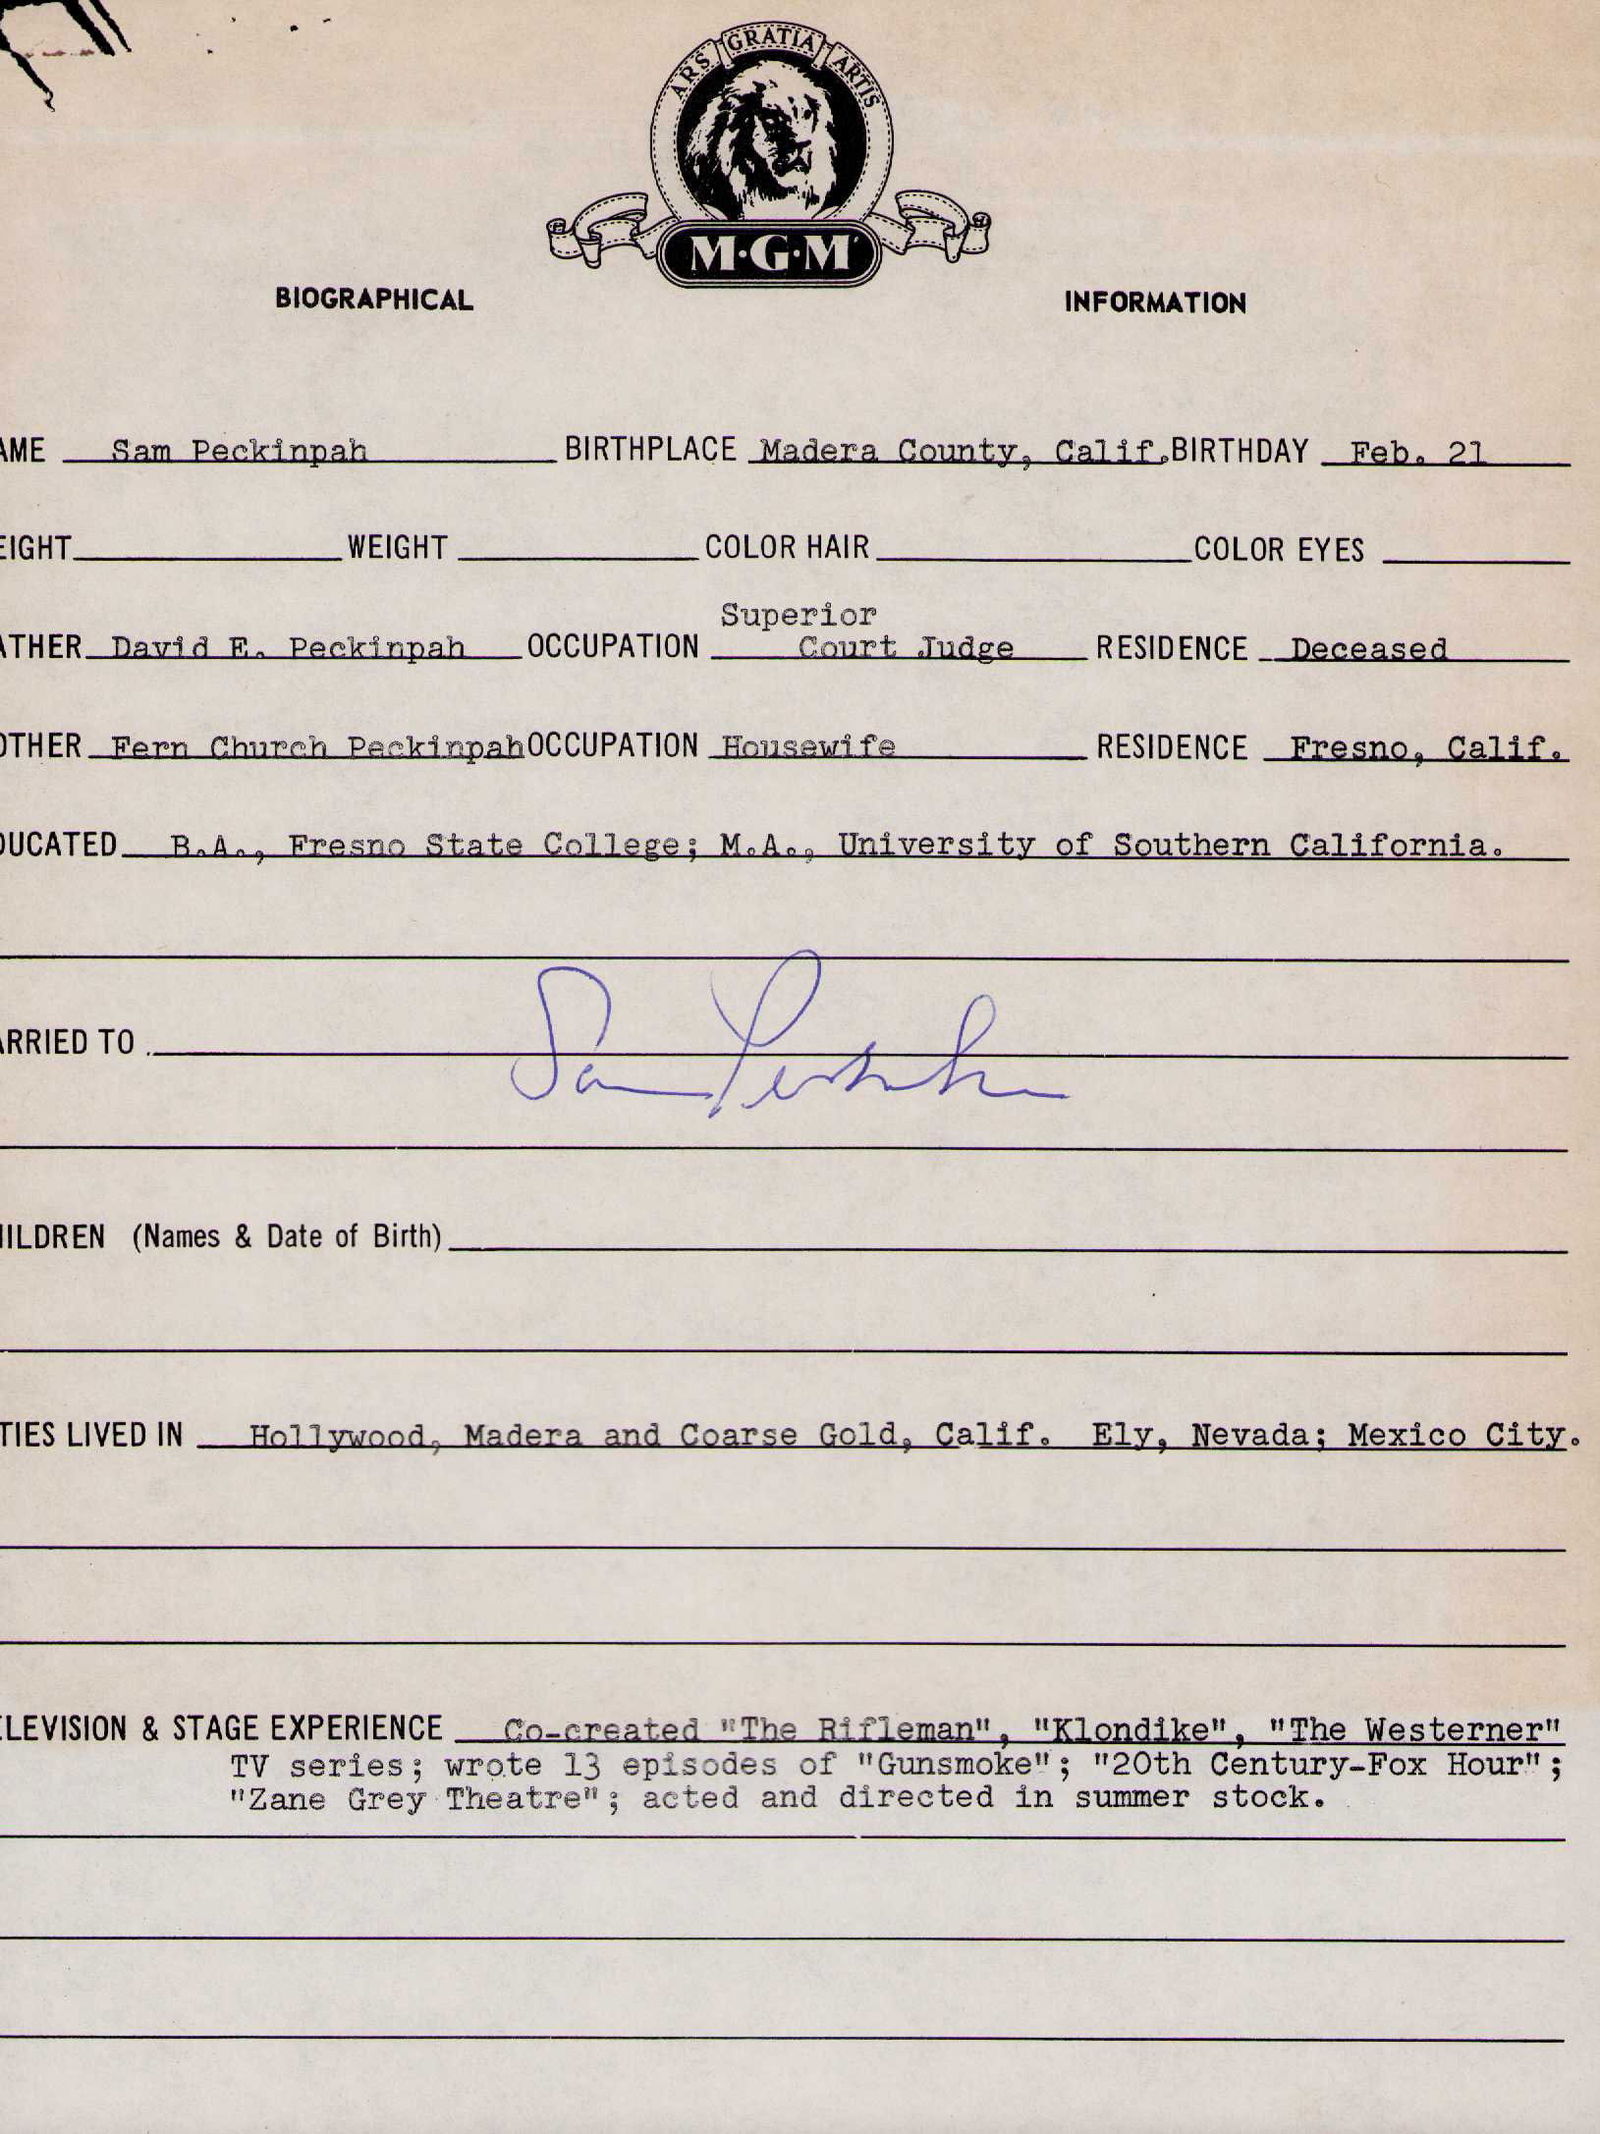 ARS GRATIA ARTIS
M·G·M
BIOGRAPHICAL INFORMATION
AME Sam Peckinpah BIRTHPLACE Madera County, Calif. BIRTHDAY Feb. 21
EIGHT WEIGHT COLOR HAIR COLOR EYES
Superior
ATHER David E. Peckinpah OCCUPATION Court Judge RESIDENCE Deceased
OTHER Fern Church Peckinpah OCCUPATION Housewife RESIDENCE Fresno, Calif.
DUCATED B.A., Fresno State College; M.A., University of Southern California.
Sam Peckinpah
ARRIED TO
HILDREN (Names & Date of Birth)
TIES LIVED IN Hollywood, Madera and Coarse Gold, Calif. Ely, Nevada; Mexico City.
ELEVISION & STAGE EXPERIENCE Co-created "The Rifleman", "Klondike", "The Westerner"
TV series; wrote 13 episodes of "Gunsmoke"; "20th Century-Fox Hour";
"Zane Grey Theatre"; acted and directed in summer stock.